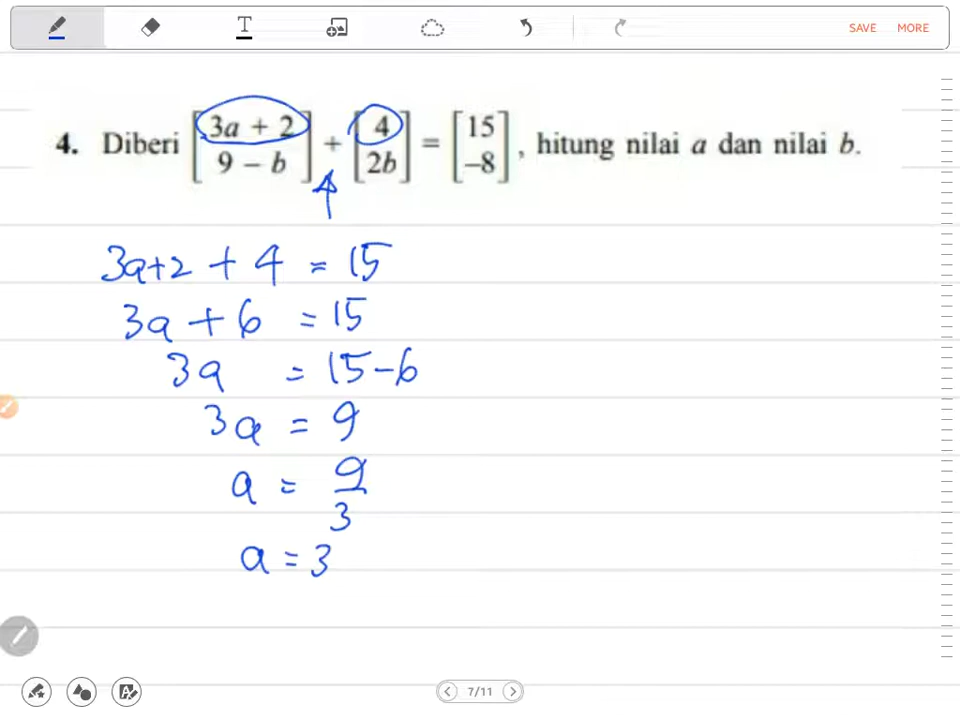 T SAVE MORE
4. Diberi [3a + 2 9 – b] + [4 2b] = [15 –8], hitung nilai a dan nilai b.
3a+2 + 4 = 15
3a + 6 = 15
3a = 15-6
3a = 9
a = 9/3
a = 3
7/11